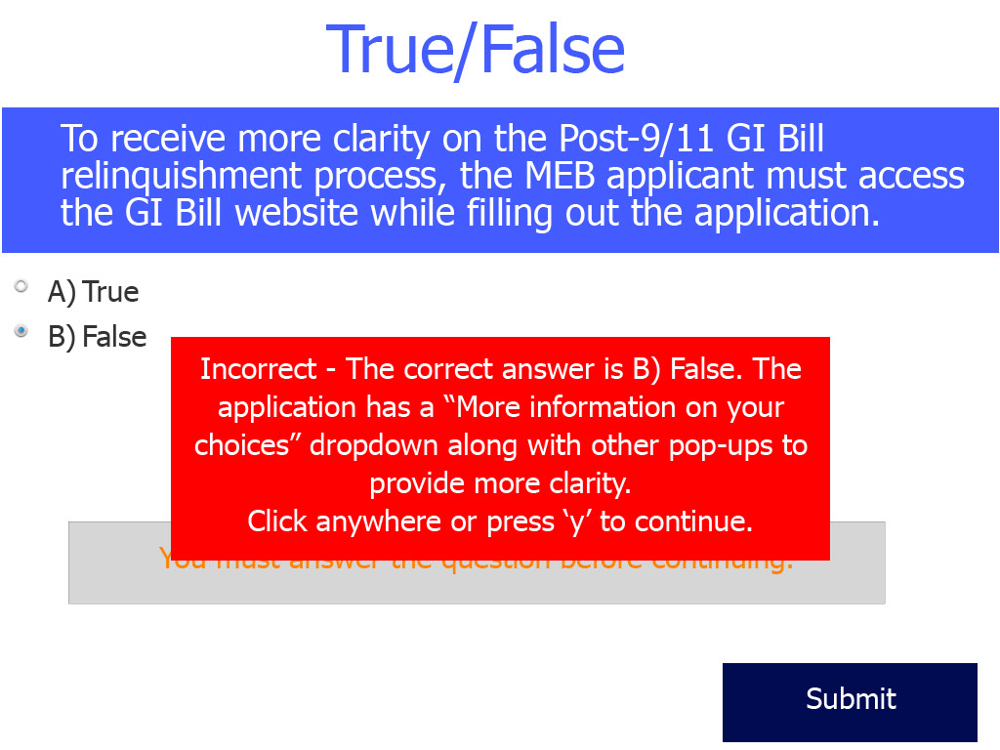 True/False
To receive more clarity on the Post-9/11 GI Bill
relinquishment process, the MEB applicant must access
the GI Bill website while filling out the application.
A) True
B) False
Incorrect - The correct answer is B) False. The
application has a “More information on your
choices” dropdown along with other pop-ups to
provide more clarity.
Click anywhere or press ‘y’ to continue.
You must answer the question before continuing.
Submit